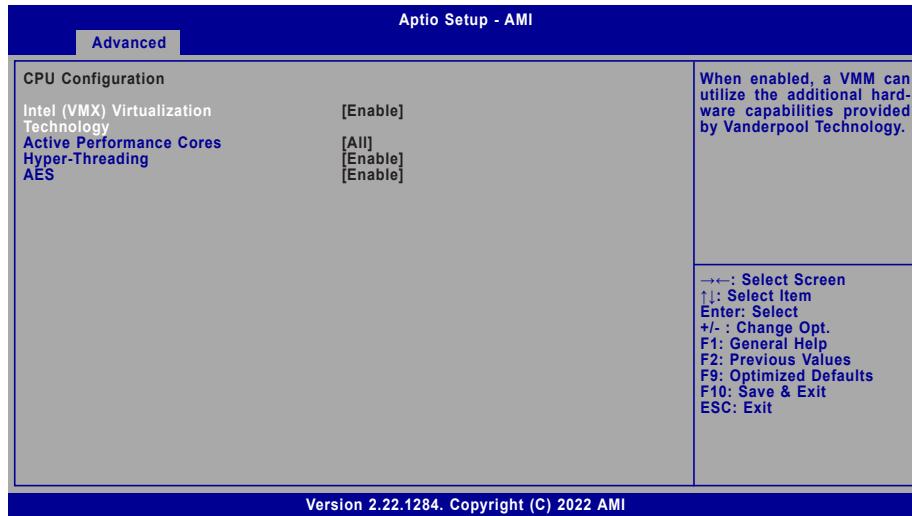 Aptio Setup - AMI
Advanced
CPU Configuration
Intel (VMX) Virtualization [Enable]
Technology
Active Performance Cores [All]
Hyper-Threading [Enable]
AES [Enable]
When enabled, a VMM can
utilize the additional hard-
ware capabilities provided
by Vanderpool Technology.
→←: Select Screen
↑↓: Select Item
Enter: Select
+/- : Change Opt.
F1: General Help
F2: Previous Values
F9: Optimized Defaults
F10: Save & Exit
ESC: Exit
Version 2.22.1284. Copyright (C) 2022 AMI